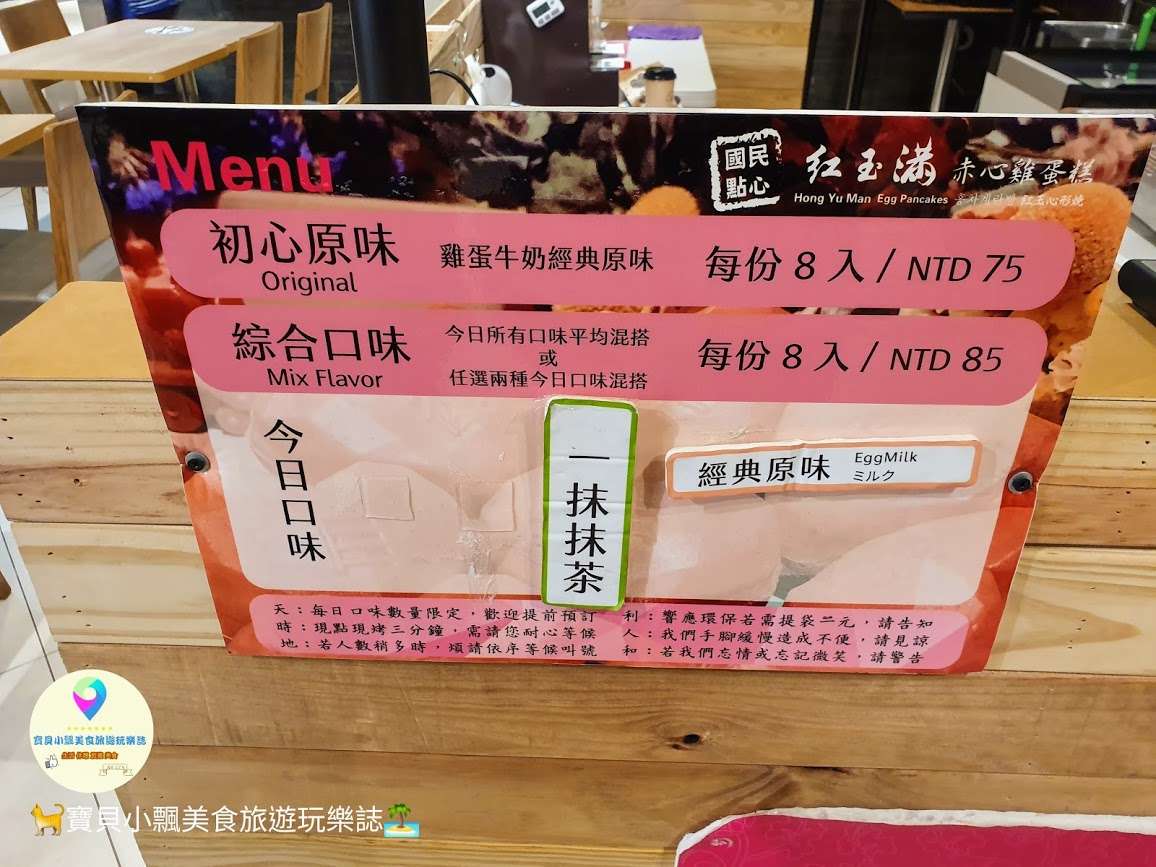 Menu
國民
點心
红玉满 赤心雞蛋糕
Hong Yu Man Egg Pancakes
紅玉心形燒
初心原味 雞蛋牛奶經典原味 每份 8 入 / NTD 75
Original
綜合口味 今日所有口味平均混搭
或
任選兩種今日口味混搭
每份 8 入 / NTD 85
Mix Flavor
今日口味
一抹抹茶
經典原味 EggMilk
ミルク
天：每日口味數量限定，歡迎提前預訂
時：現點現烤三分鐘，需請您耐心等候
地：若人數稍多時，煩請依序等候叫號
利：響應環保若需提袋二元，請告知
人：我們手腳緩慢造成不便，請見諒
和：若我們忘情或忘記微笑，請警告
寶貝小飄美食旅遊玩樂誌
🐈寶貝小飄美食旅遊玩樂誌🏝️